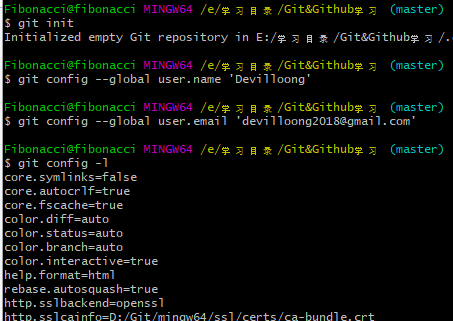 Fibonacci@fibonacci MINGW64 /e/学习目录/Git&Github学习 (master)
$ git init
Initialized empty Git repository in E:/学习目录/Git&Github学习/.
Fibonacci@fibonacci MINGW64 /e/学习目录/Git&Github学习 (master)
$ git config --global user.name 'Devilloong'
Fibonacci@fibonacci MINGW64 /e/学习目录/Git&Github学习 (master)
$ git config --global user.email 'devilloong2018@gmail.com'
Fibonacci@fibonacci MINGW64 /e/学习目录/Git&Github学习 (master)
$ git config -l
core.symlinks=false
core.autocrlf=true
core.fscache=true
color.diff=auto
color.status=auto
color.branch=auto
color.interactive=true
help.format=html
rebase.autosquash=true
http.sslbackend=openssl
http.sslcainfo=D:/Git/mingw64/ssl/certs/ca-bundle.crt